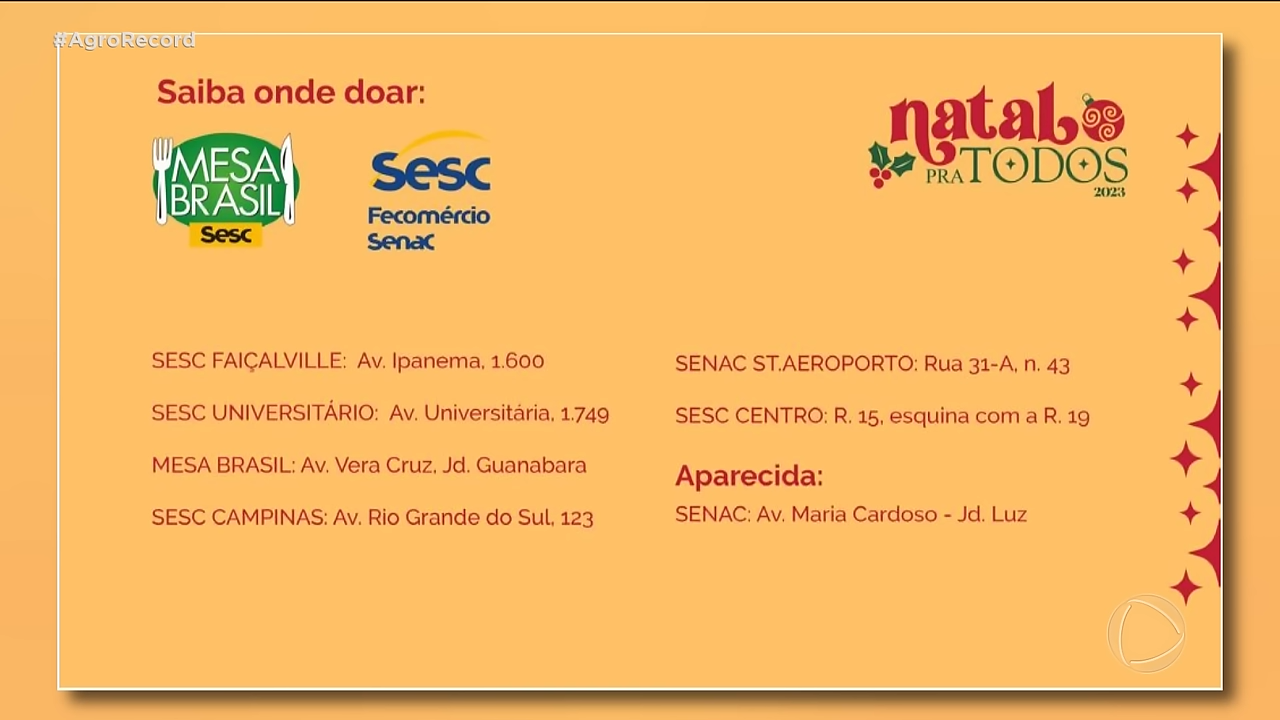 #AgroRecord
Saiba onde doar:
MESA
BRASIL
Sesc
Sesc
Fecomércio
Senac
natal
PRA TODOS
2023
SESC FAIÇALVILLE: Av. Ipanema, 1.600
SESC UNIVERSITÁRIO: Av. Universitária, 1.749
MESA BRASIL: Av. Vera Cruz, Jd. Guanabara
SESC CAMPINAS: Av. Rio Grande do Sul, 123
SENAC ST.AEROPORTO: Rua 31-A, n. 43
SESC CENTRO: R. 15, esquina com a R. 19
Aparecida:
SENAC: Av. Maria Cardoso - Jd. Luz